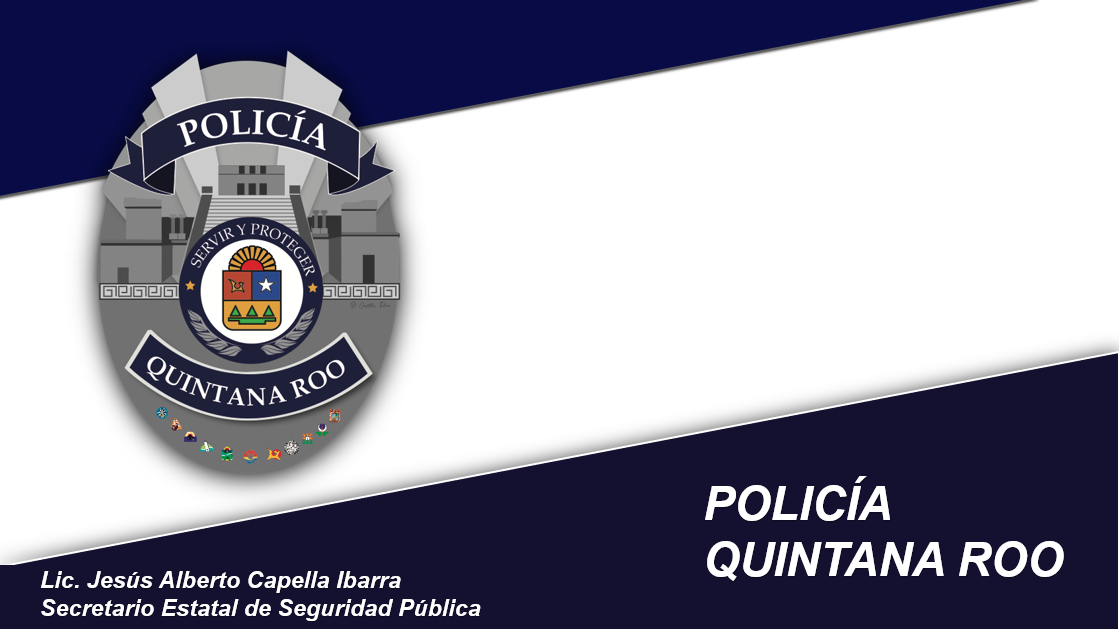 POLICÍA
SERVIR Y PROTEGER
QUINTANA ROO
POLICÍA
QUINTANA ROO
Lic. Jesús Alberto Capella Ibarra
Secretario Estatal de Seguridad Pública